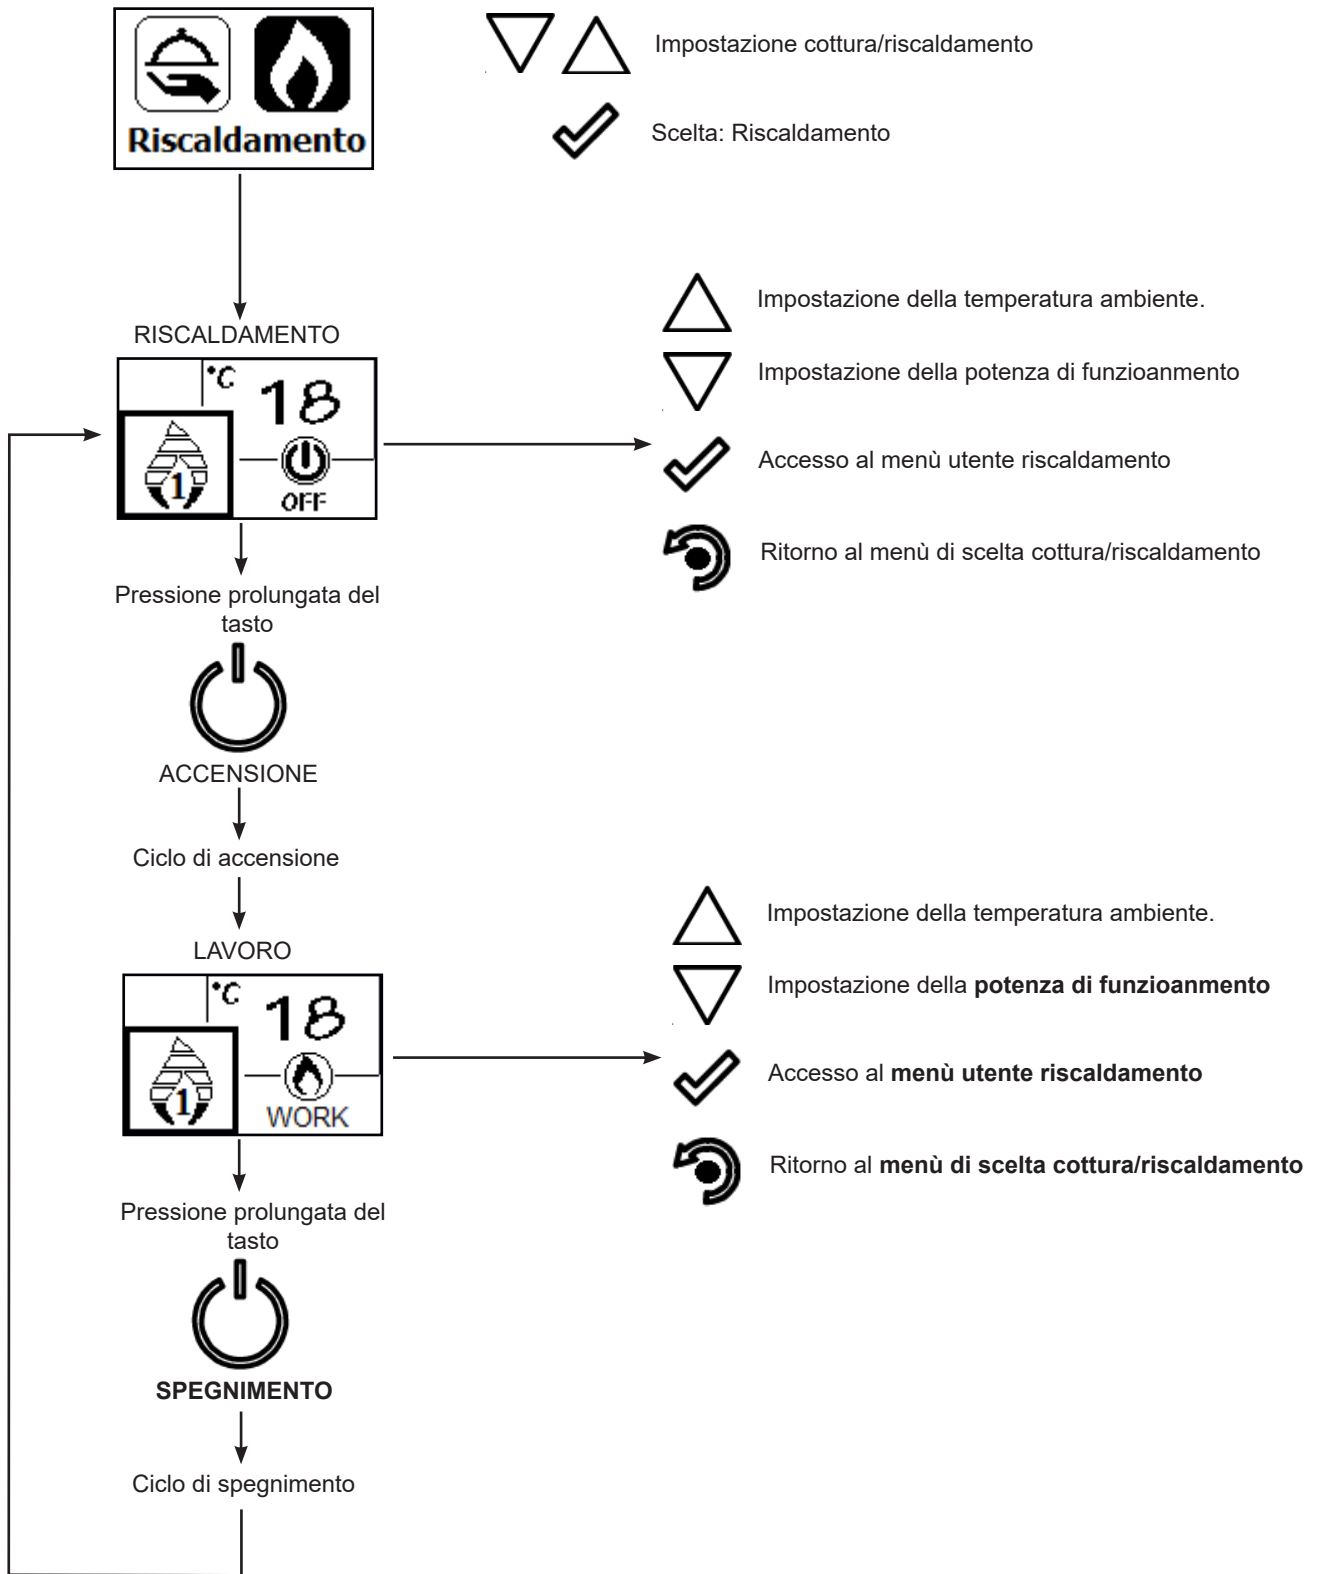 Riscaldamento
Impostazione cottura/riscaldamento
Scelta: Riscaldamento
RISCALDAMENTO
°C
18
1
OFF
Impostazione della temperatura ambiente.
Impostazione della potenza di funzioanmento
Accesso al menù utente riscaldamento
Ritorno al menù di scelta cottura/riscaldamento
Pressione prolungata del
tasto
ACCENSIONE
Ciclo di accensione
LAVORO
°C
18
1
WORK
Impostazione della temperatura ambiente.
Impostazione della potenza di funzioanmento
Accesso al menù utente riscaldamento
Ritorno al menù di scelta cottura/riscaldamento
Pressione prolungata del
tasto
SPEGNIMENTO
Ciclo di spegnimento